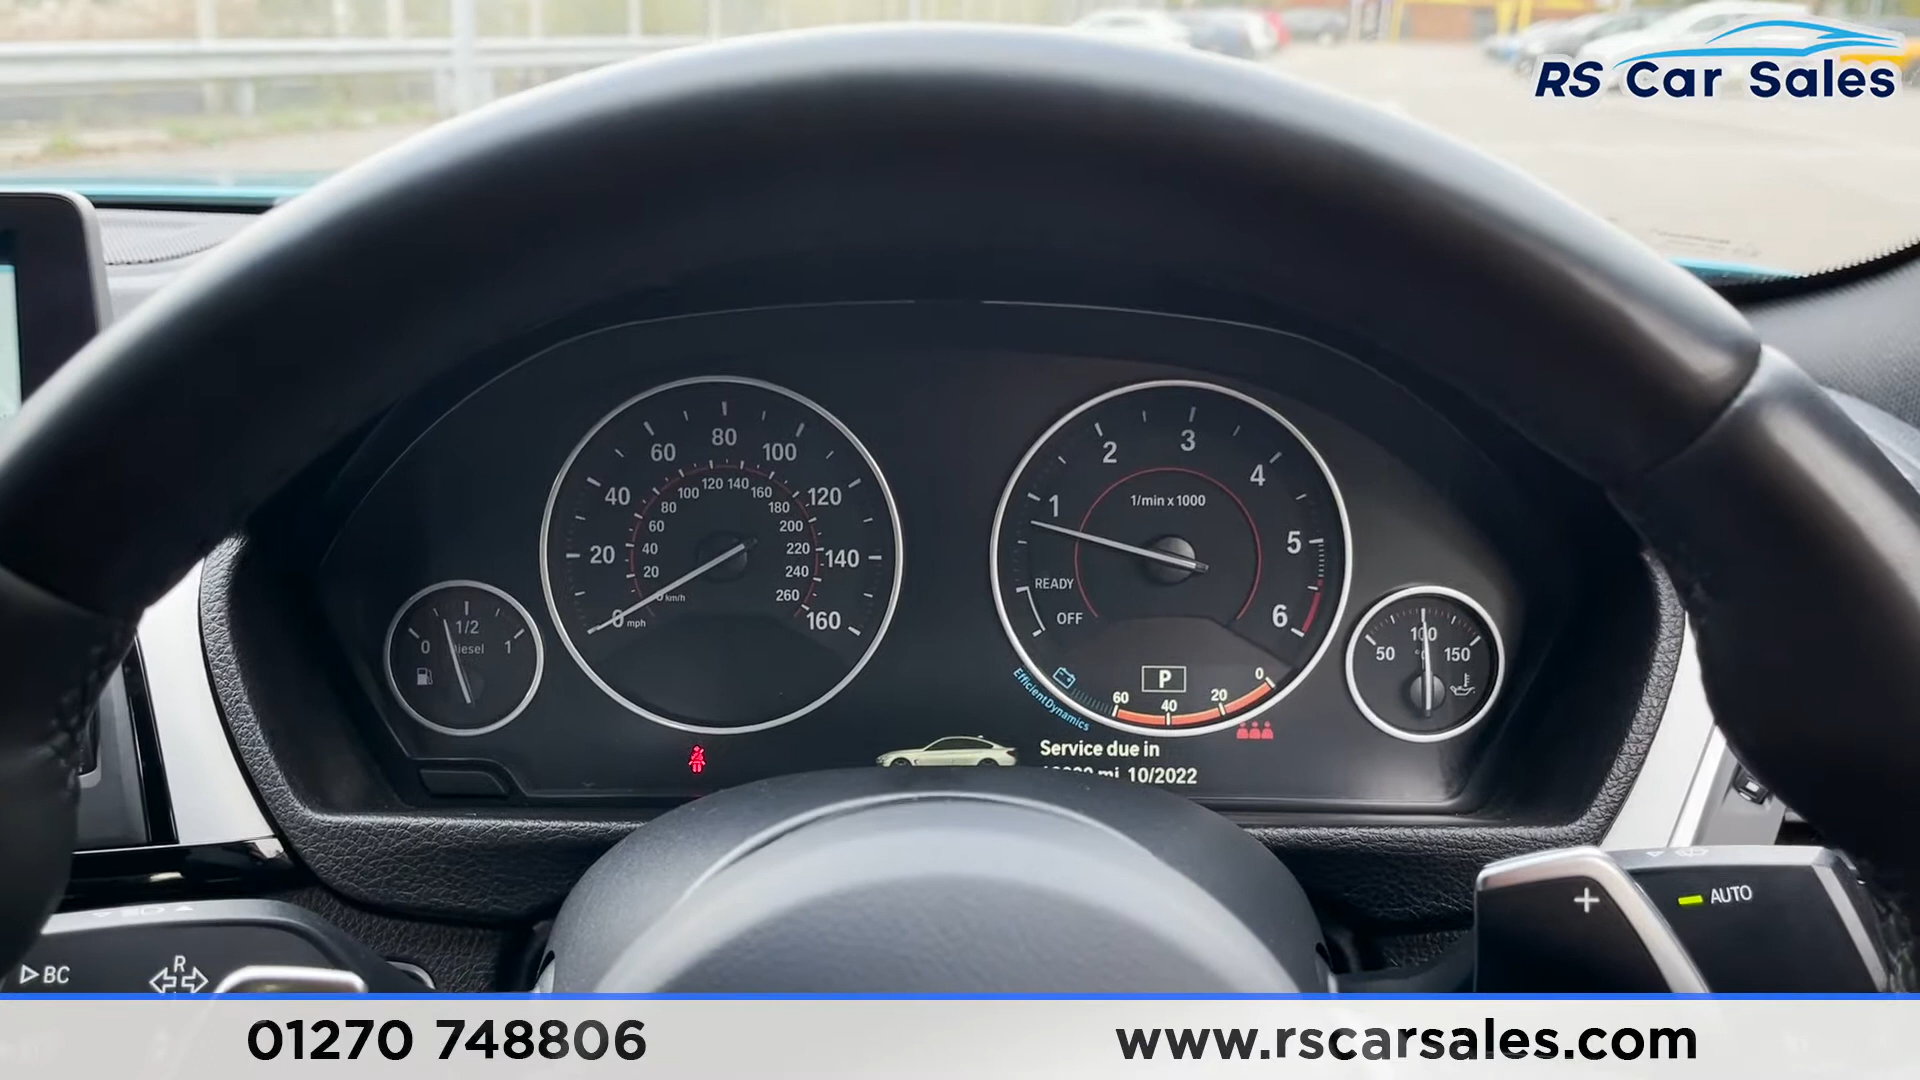 RS Car Sales
80
60
100
40
120
20
140
0 mph
160
120 140
100
160
80
180
60
200
40
220
20
240
0 km/h
260
3
2
4
1
5
6
1/min x 1000
READY
OFF
P
EfficientDynamics
60
40
20
0
1/2
0
1
100
50
150
°C
Service due in
mi 10/2022
+
AUTO
BC
R
01270 748806
www.rscarsales.com